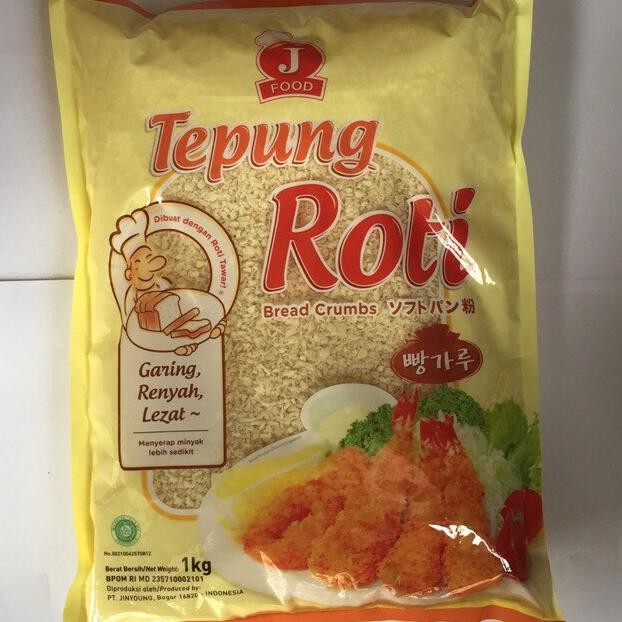 J
FOOD
Tepung
Roti
Bread Crumbs ソフトパン粉
빵가루
Dibuat dengan Roti Tawar
Garing,
Renyah,
Lezat ~
Menyerap minyak
lebih sedikit
No.00210062570812
Berat Bersih/Net Weight: 1kg
BPOM RI MD 235710002101
Diproduksi oleh/Produced by:
PT. JINYOUNG, Bogor 16820 - INDONESIA